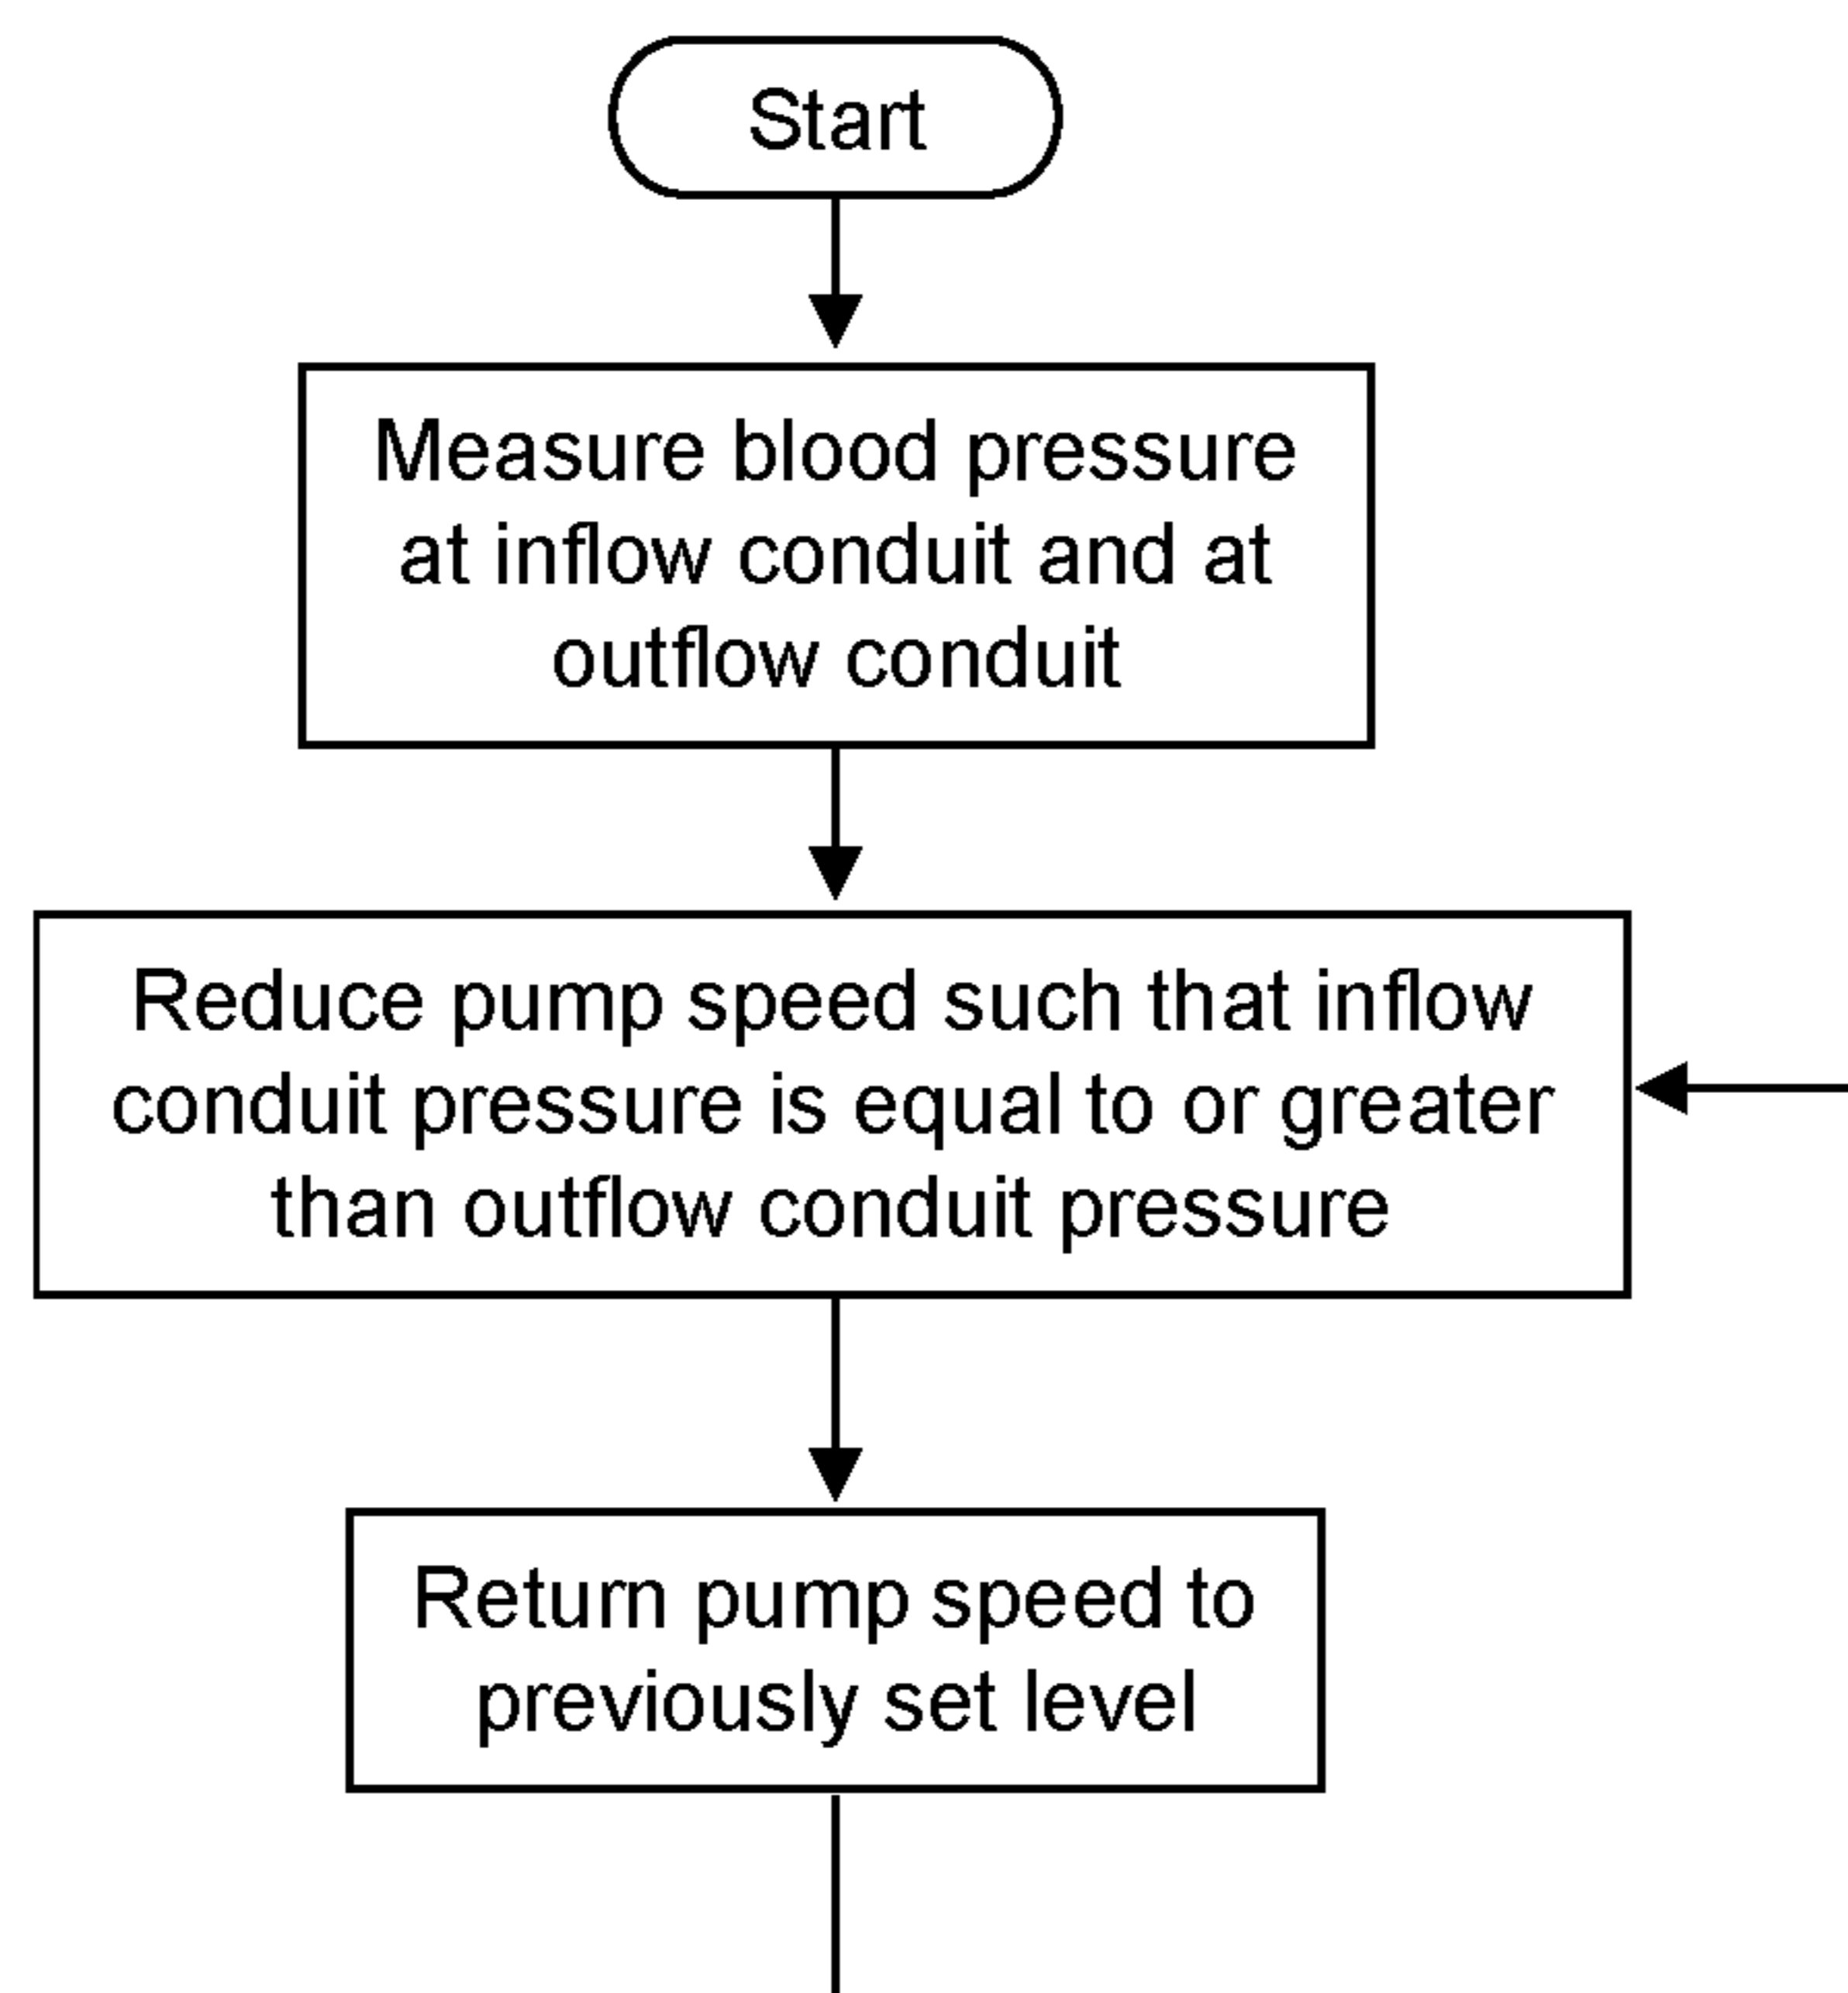 Start
Measure blood pressure
at inflow conduit and at
outflow conduit
Reduce pump speed such that inflow
conduit pressure is equal to or greater
than outflow conduit pressure
Return pump speed to
previously set level